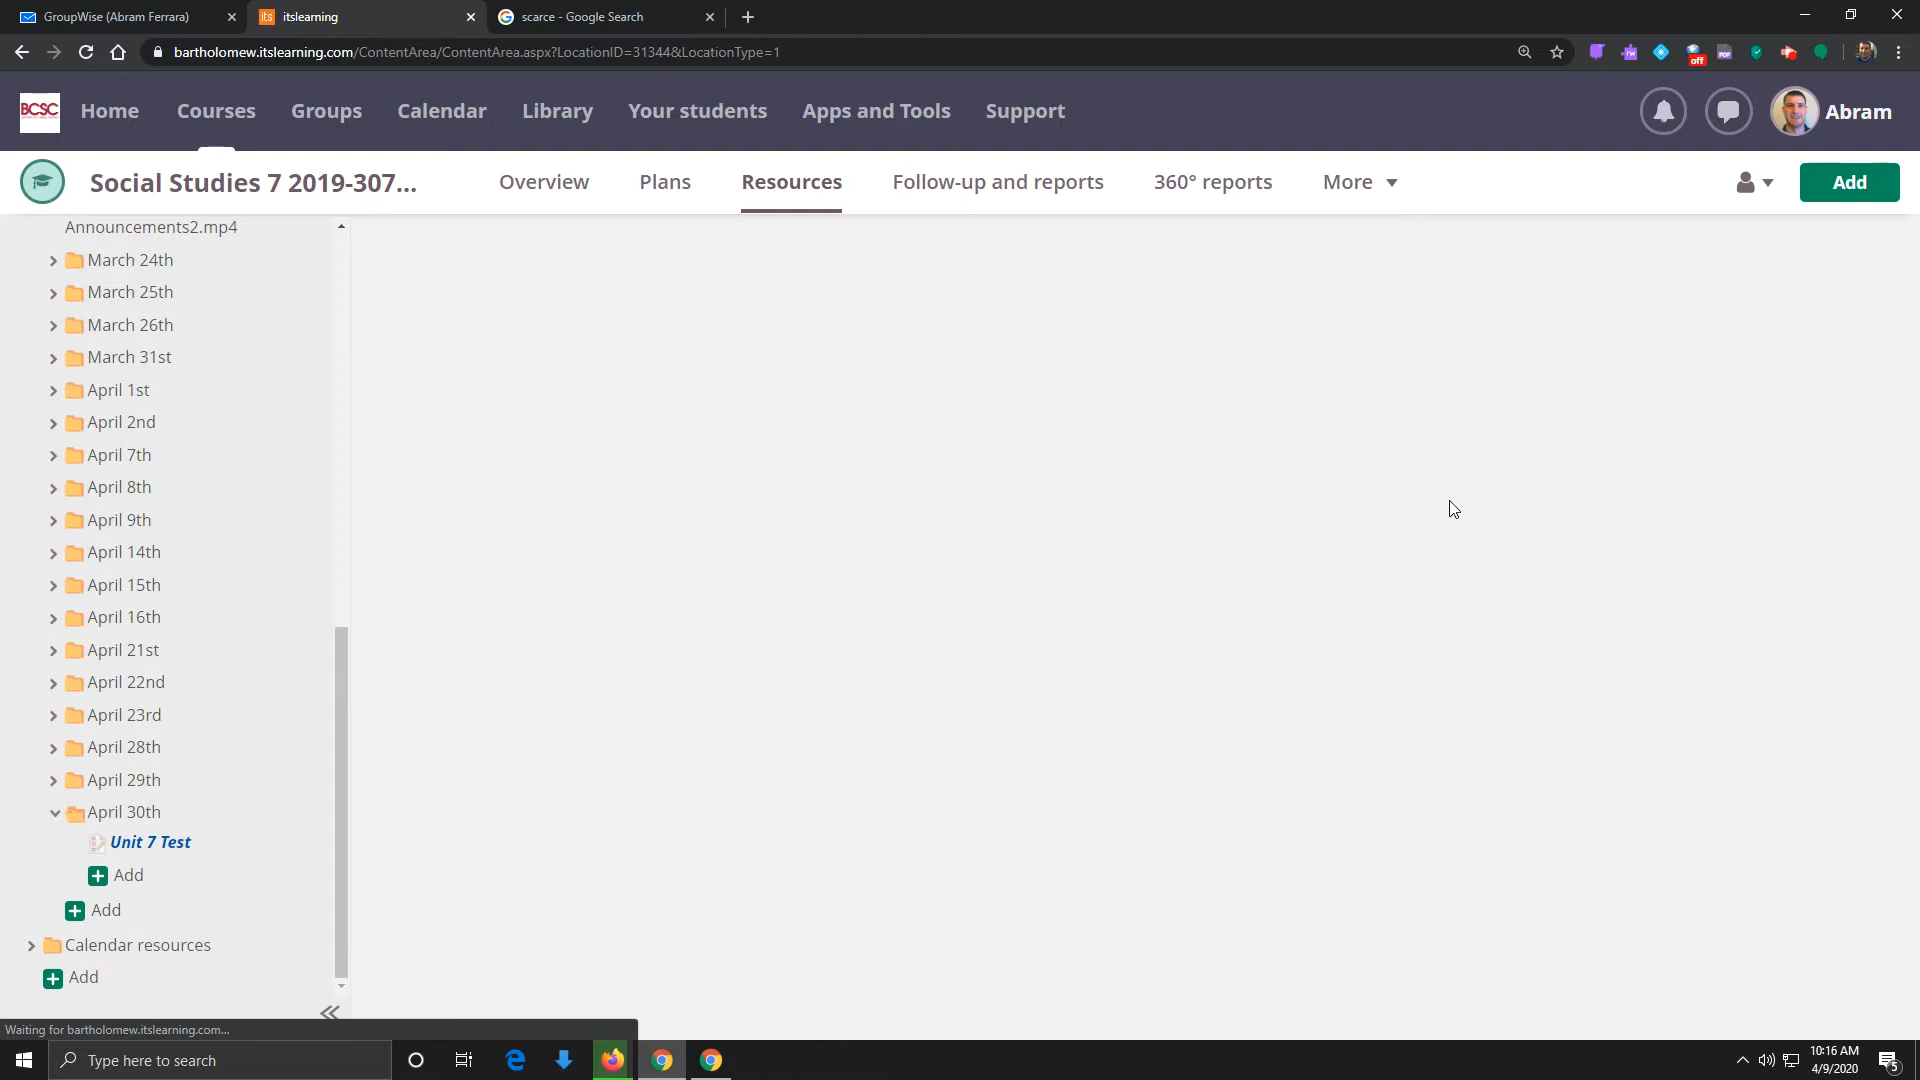 GroupWise (Abram Ferrara)
its
itslearning
scarce - Google Search
bartholomew.itslearning.com/ContentArea/ContentArea.aspx?LocationID=31344&LocationType=1
rw
off
PDF
BCSC
Home
Courses
Groups
Calendar
Library
Your students
Apps and Tools
Support
Abram
Social Studies 7 2019-307...
Overview
Plans
Resources
Follow-up and reports
360° reports
More
Add
Announcements2.mp4
March 24th
March 25th
March 26th
March 31st
April 1st
April 2nd
April 7th
April 8th
April 9th
April 14th
April 15th
April 16th
April 21st
April 22nd
April 23rd
April 28th
April 29th
April 30th
Unit 7 Test
Add
Add
Calendar resources
Add
Waiting for bartholomew.itslearning.com...
Type here to search
10:16 AM
4/9/2020
5